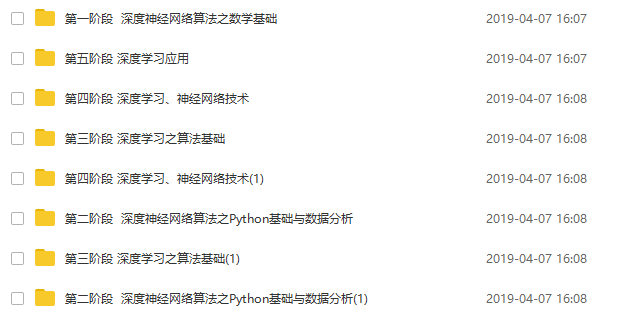 第一阶段  深度神经网络算法之数学基础 2019-04-07 16:07
第五阶段 深度学习应用 2019-04-07 16:07
第四阶段 深度学习、神经网络技术 2019-04-07 16:08
第三阶段 深度学习之算法基础 2019-04-07 16:08
第四阶段 深度学习、神经网络技术(1) 2019-04-07 16:08
第二阶段  深度神经网络算法之Python基础与数据分析 2019-04-07 16:08
第三阶段 深度学习之算法基础(1) 2019-04-07 16:08
第二阶段  深度神经网络算法之Python基础与数据分析(1) 2019-04-07 16:08